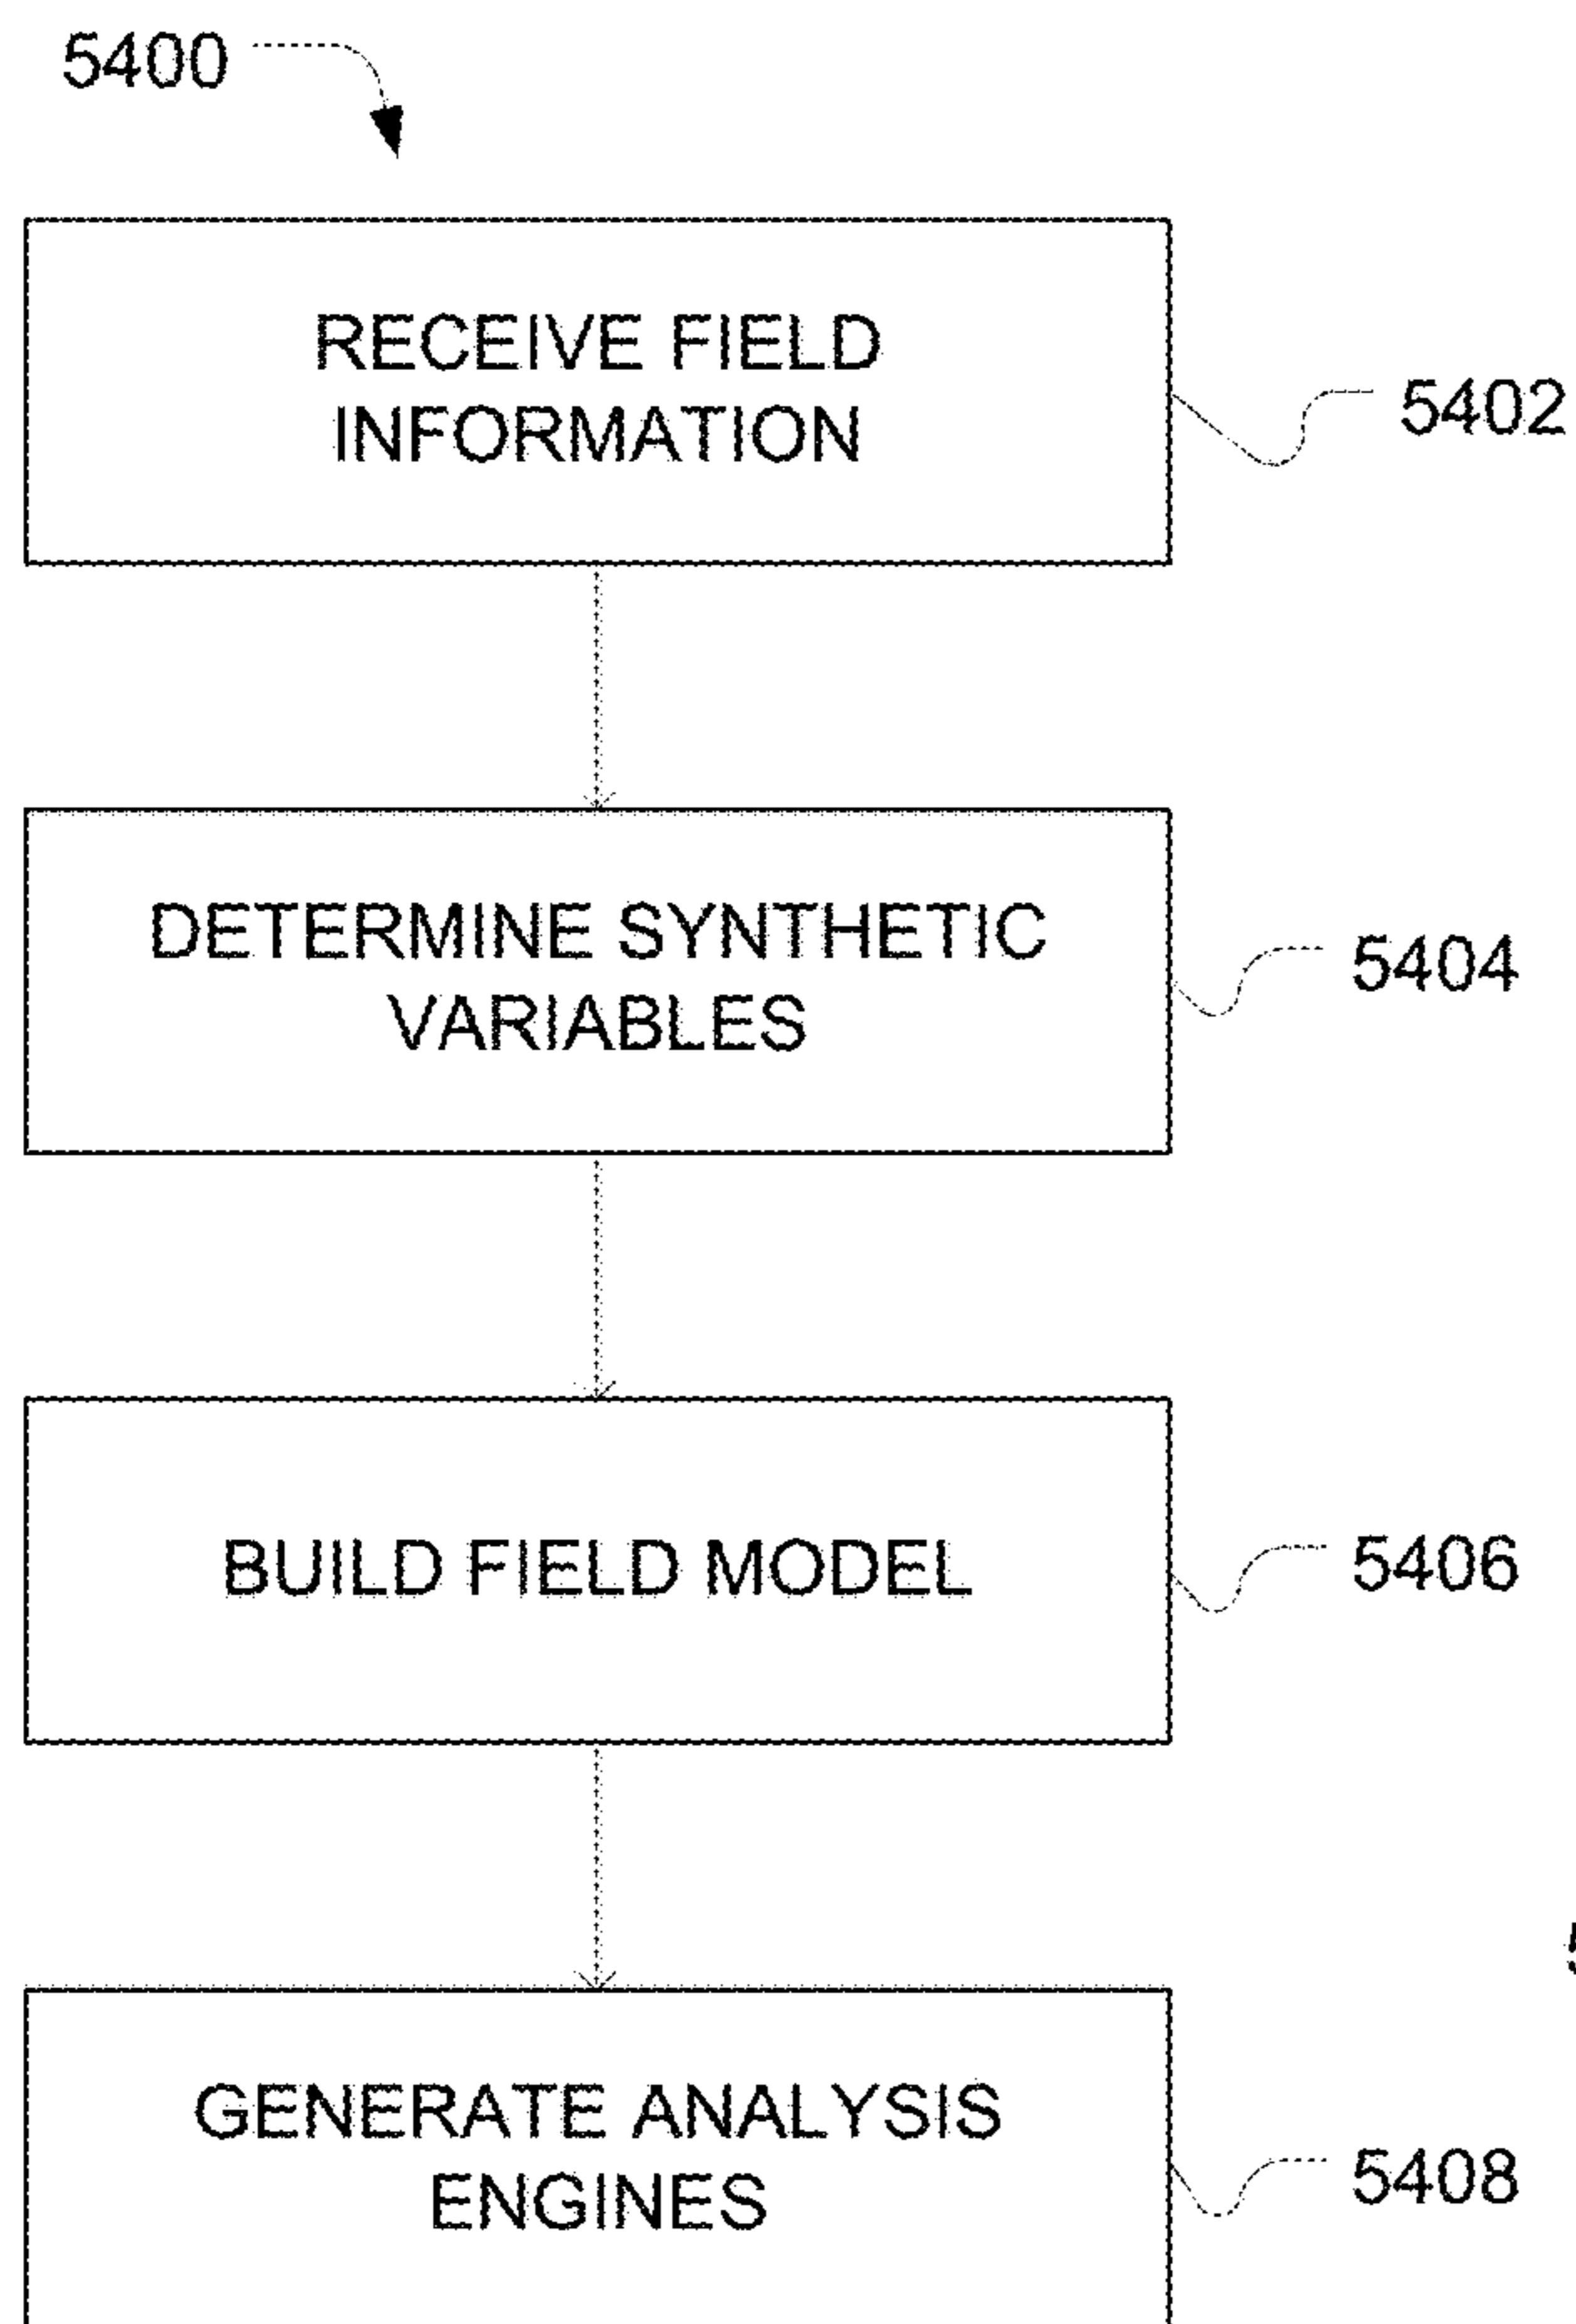 5400
RECEIVE FIELD
INFORMATION
5402
DETERMINE SYNTHETIC
VARIABLES
5404
BUILD FIELD MODEL
5406
GENERATE ANALYSIS
ENGINES
5408